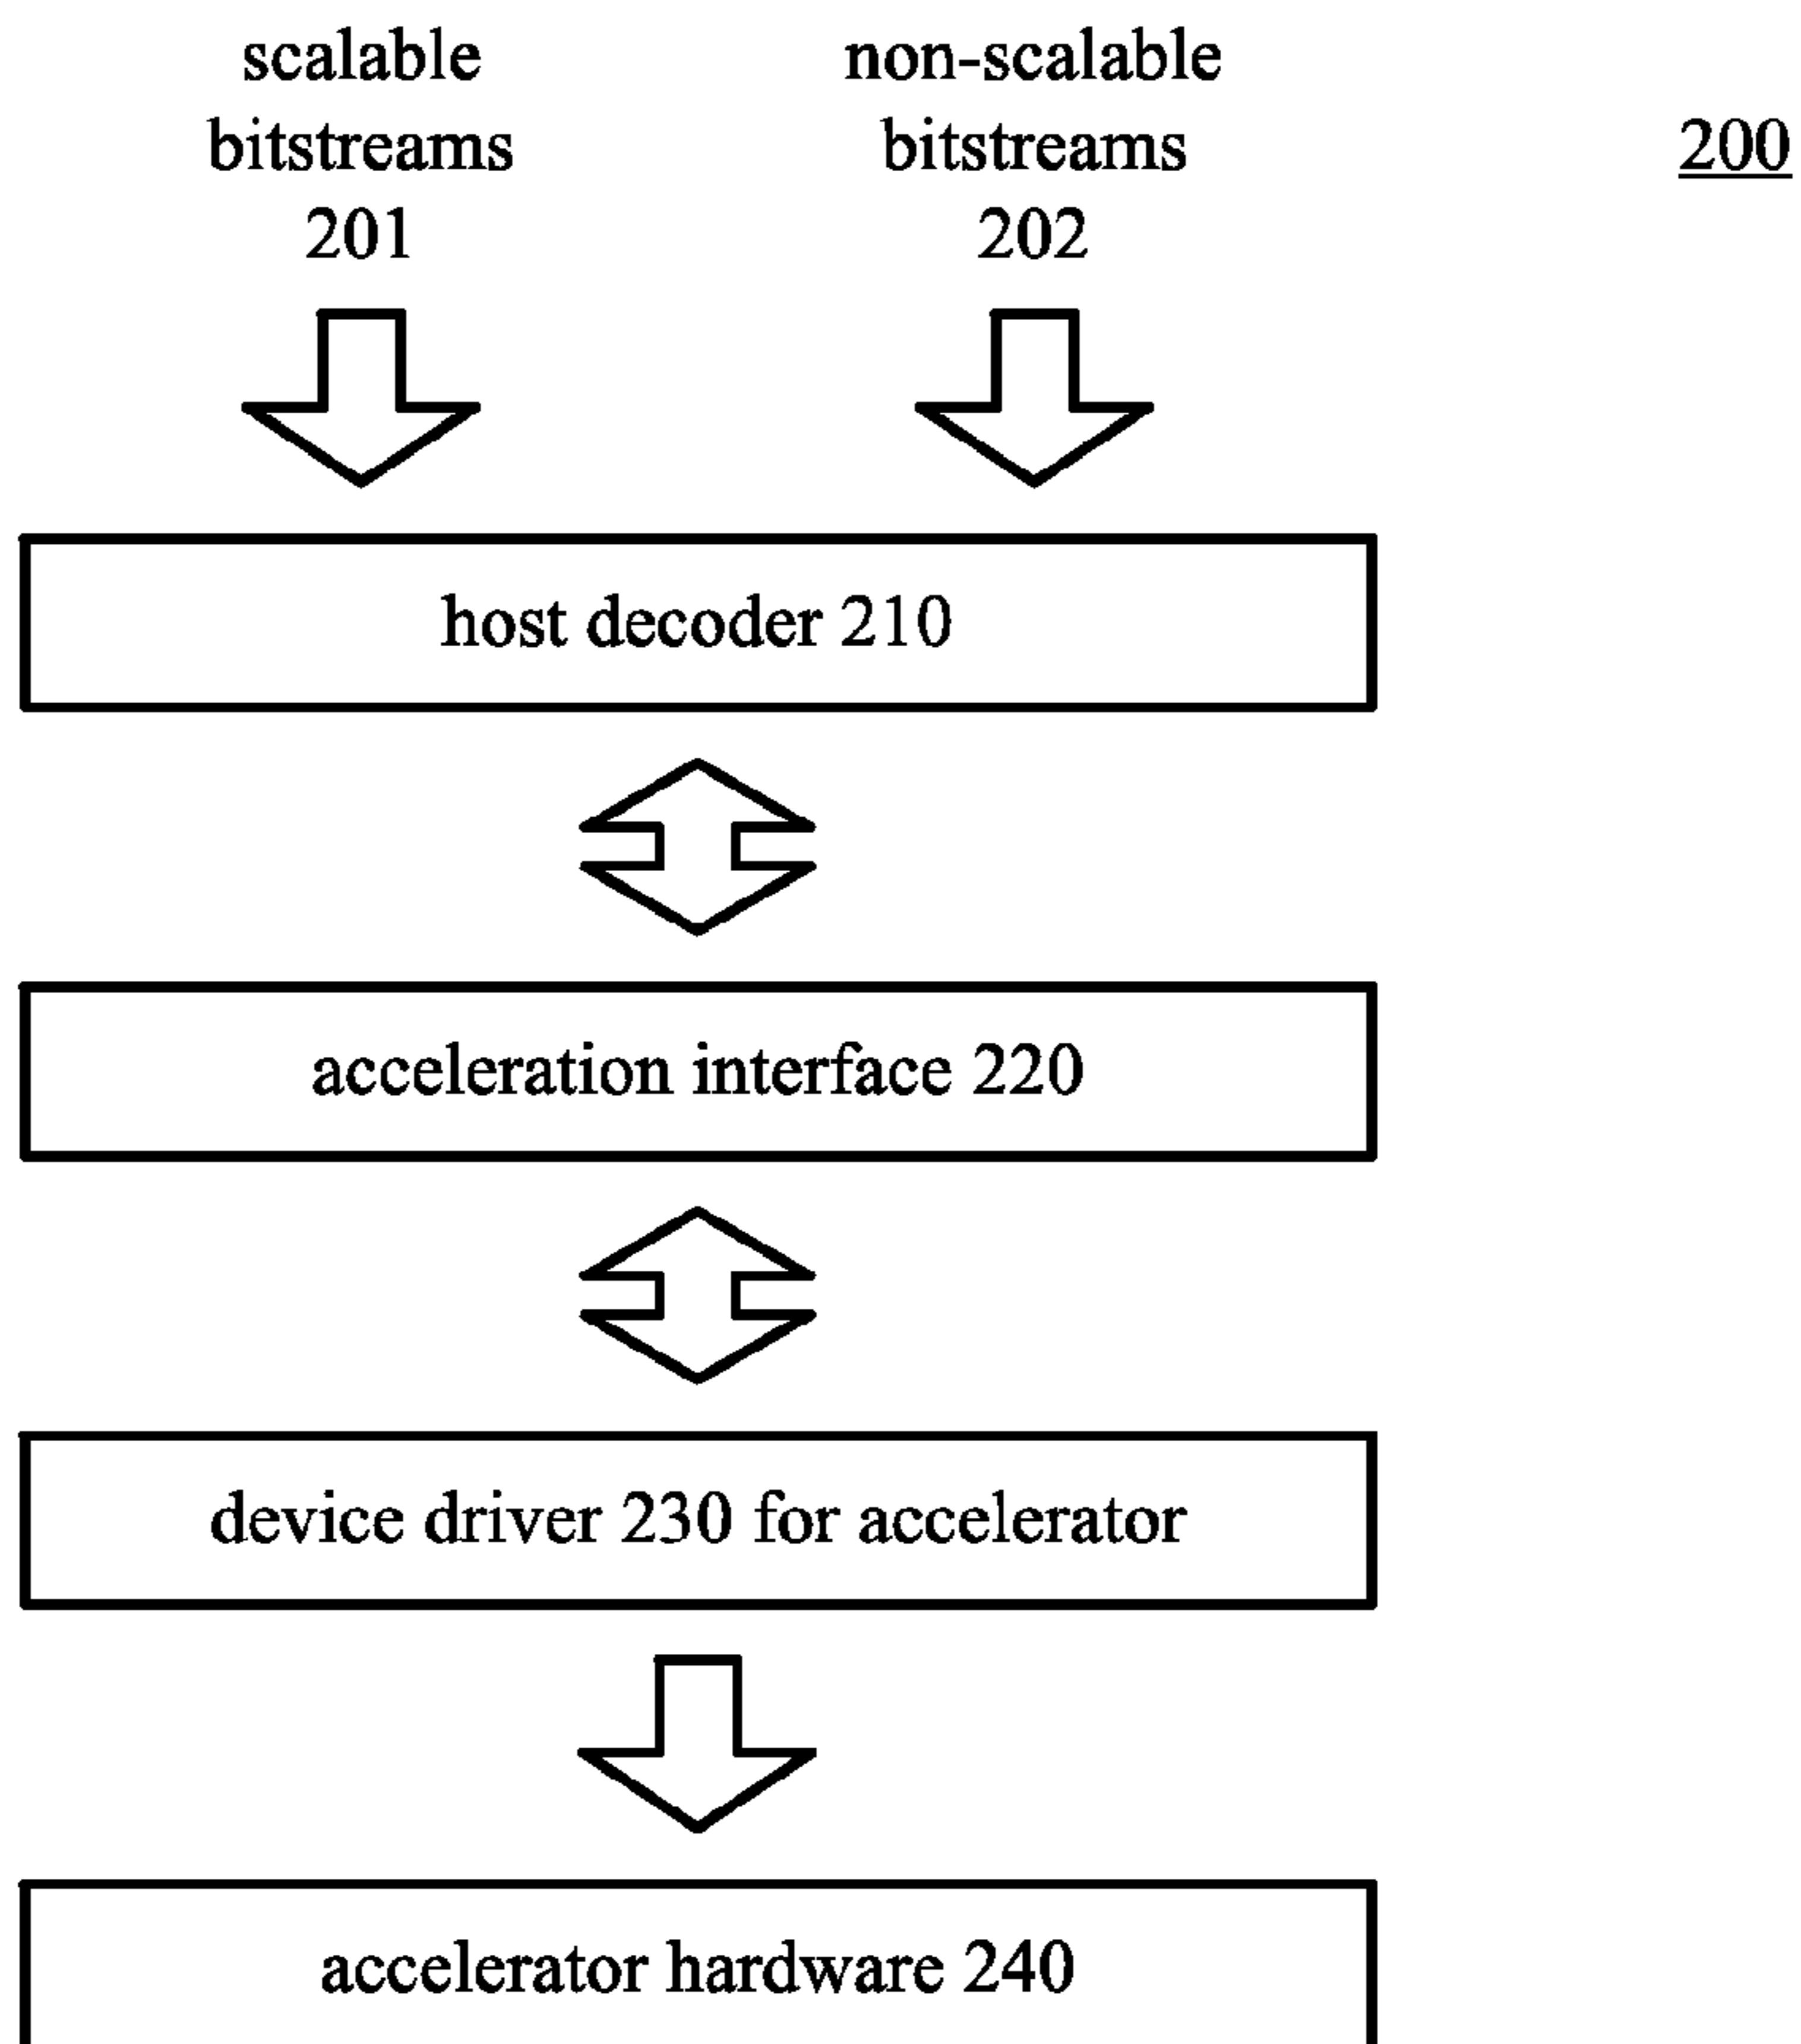 scalable
bitstreams
201
non-scalable
bitstreams
202
200
host decoder 210
acceleration interface 220
device driver 230 for accelerator
accelerator hardware 240